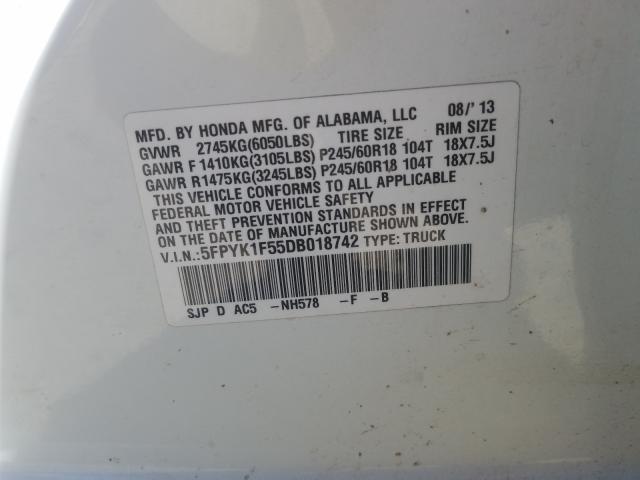 MFD. BY HONDA MFG. OF ALABAMA, LLC 08/'13
GVWR 2745KG(6050LBS) TIRE SIZE RIM SIZE
GAWR F 1410KG(3105LBS) P245/60R18 104T 18X7.5J
GAWR R1475KG(3245LBS) P245/60R18 104T 18X7.5J
THIS VEHICLE CONFORMS TO ALL APPLICABLE
FEDERAL MOTOR VEHICLE SAFETY
AND THEFT PREVENTION STANDARDS IN EFFECT
ON THE DATE OF MANUFACTURE SHOWN ABOVE.
V.I.N.:5FPYK1F55DB018742 TYPE: TRUCK
SJP D AC5 -NH578 -F -B